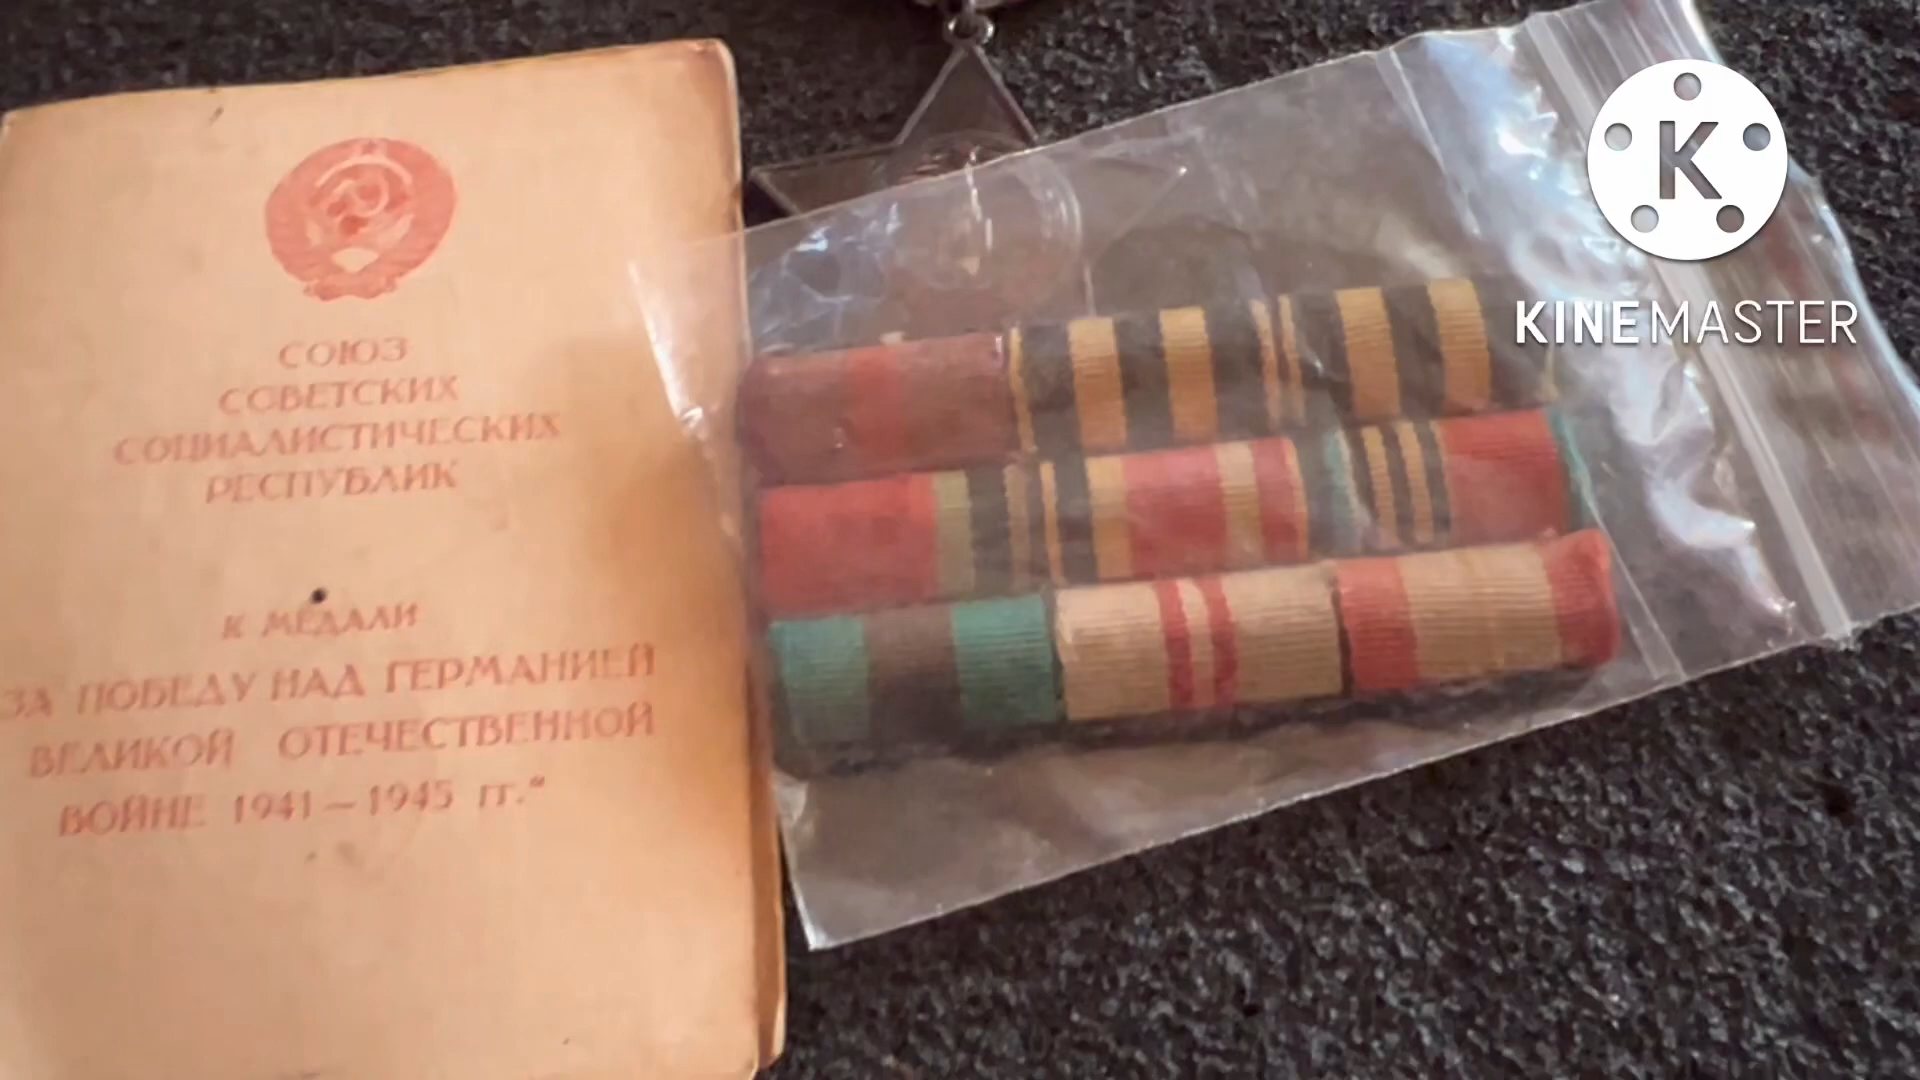 СОЮЗ
СОВЕТСКИХ
СОЦИАЛИСТИЧЕСКИХ
РЕСПУБЛИК
К МЕДАЛИ
ЗА ПОБЕДУ НАД ГЕРМАНИЕЙ
ВЕЛИКОЙ ОТЕЧЕСТВЕННОЙ
ВОЙНЕ 1941—1945 гг.“
K
KINEMASTER